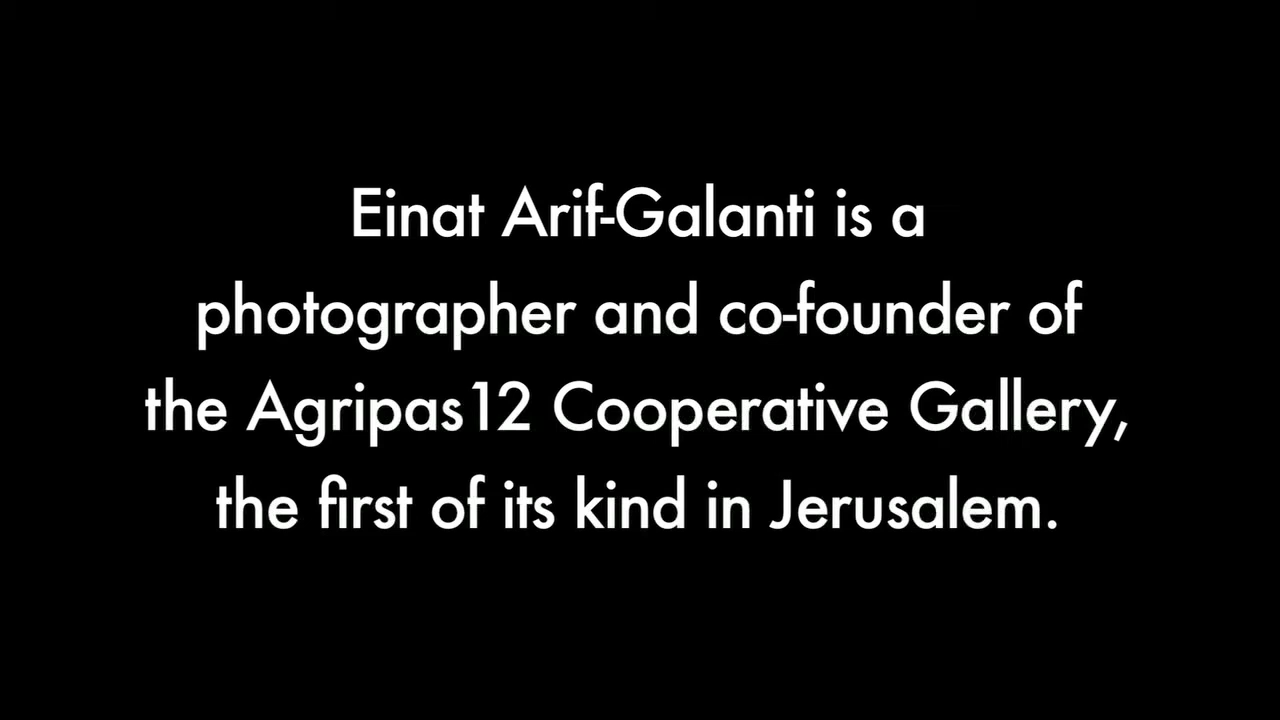 Einat Arif-Galanti is a
photographer and co-founder of
the Agripas12 Cooperative Gallery,
the first of its kind in Jerusalem.